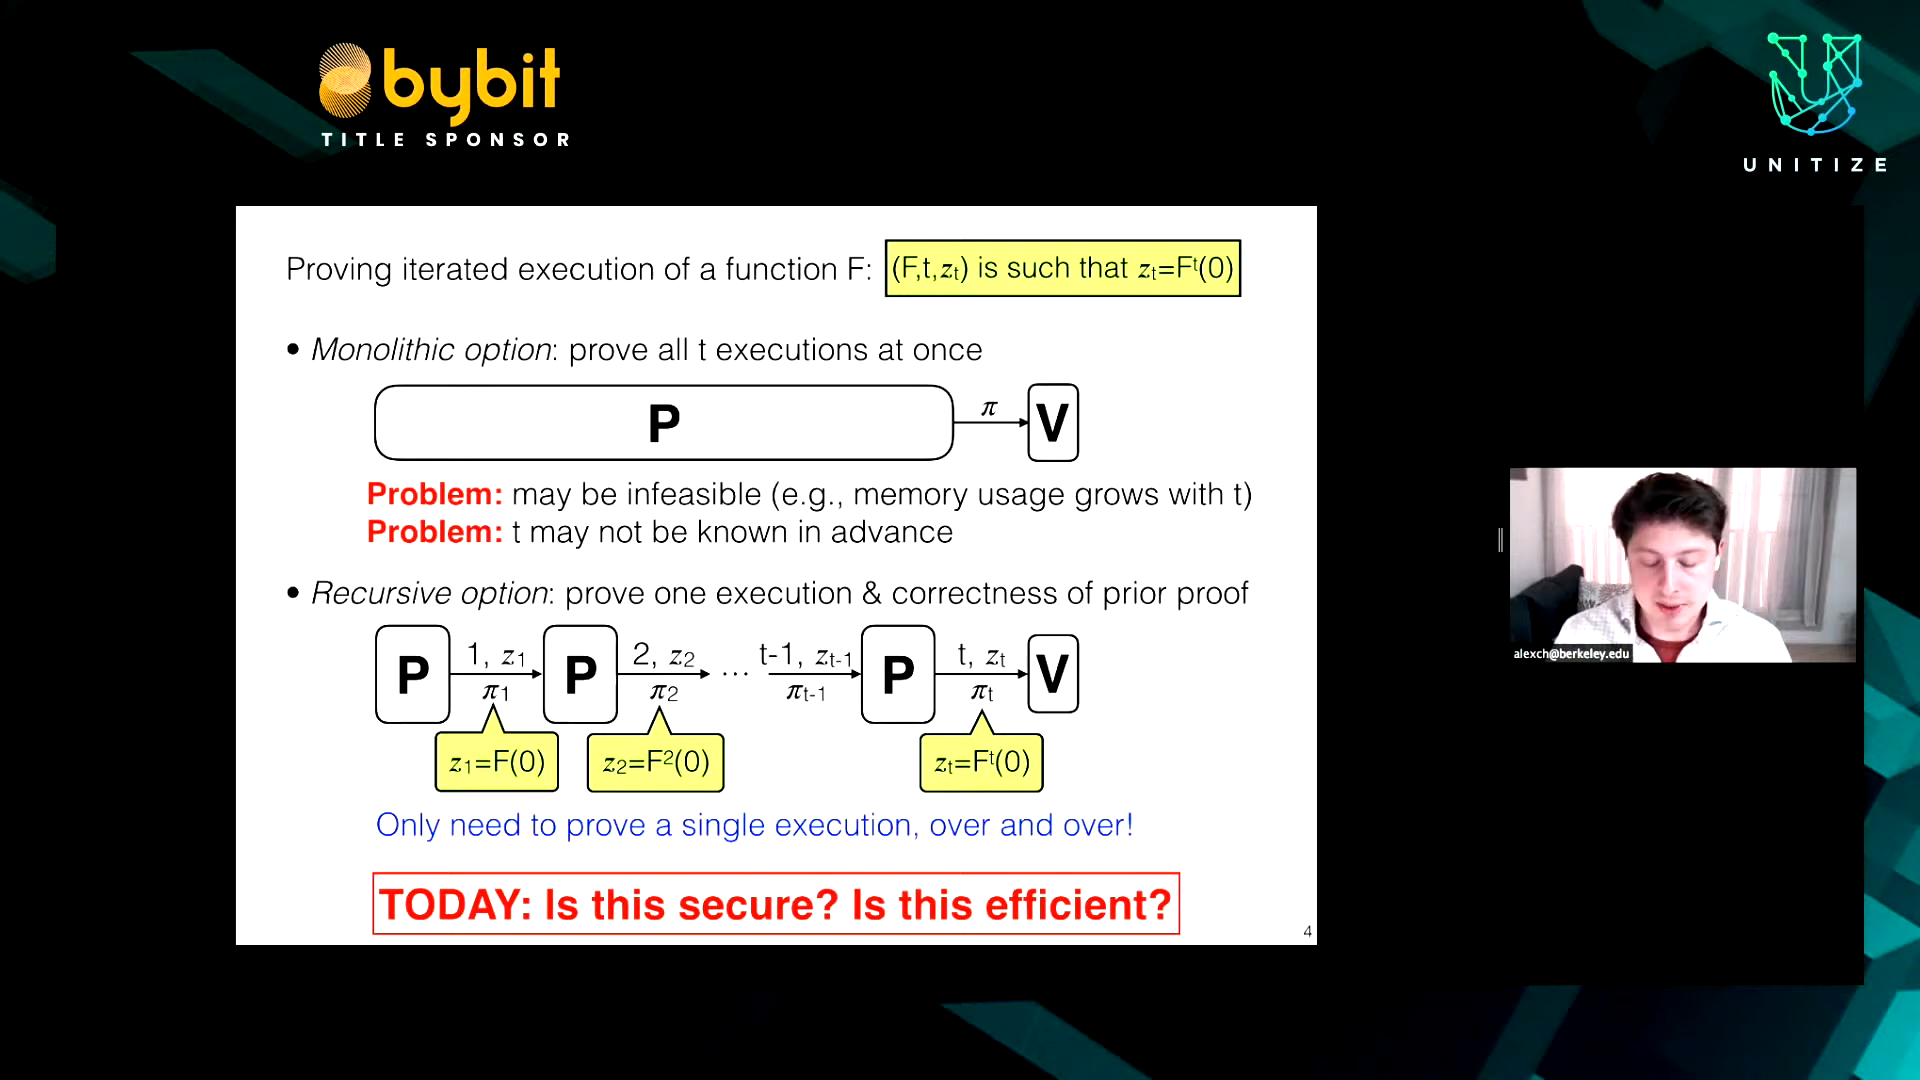 bybit
TITLE SPONSOR
UNITIZE
Proving iterated execution of a function F: (F,t,zₜ) is such that zₜ=Fᵗ(0)
• Monolithic option: prove all t executions at once
P π V
Problem: may be infeasible (e.g., memory usage grows with t)
Problem: t may not be known in advance
• Recursive option: prove one execution & correctness of prior proof
P 1, z₁ P 2, z₂ ... t-1, zₜ₋₁ P t, zₜ V
π₁ π₂ πₜ₋₁ πₜ
z₁=F(0) z₂=F²(0) zₜ=Fᵗ(0)
Only need to prove a single execution, over and over!
TODAY: Is this secure? Is this efficient?
4
alexch@berkeley.edu